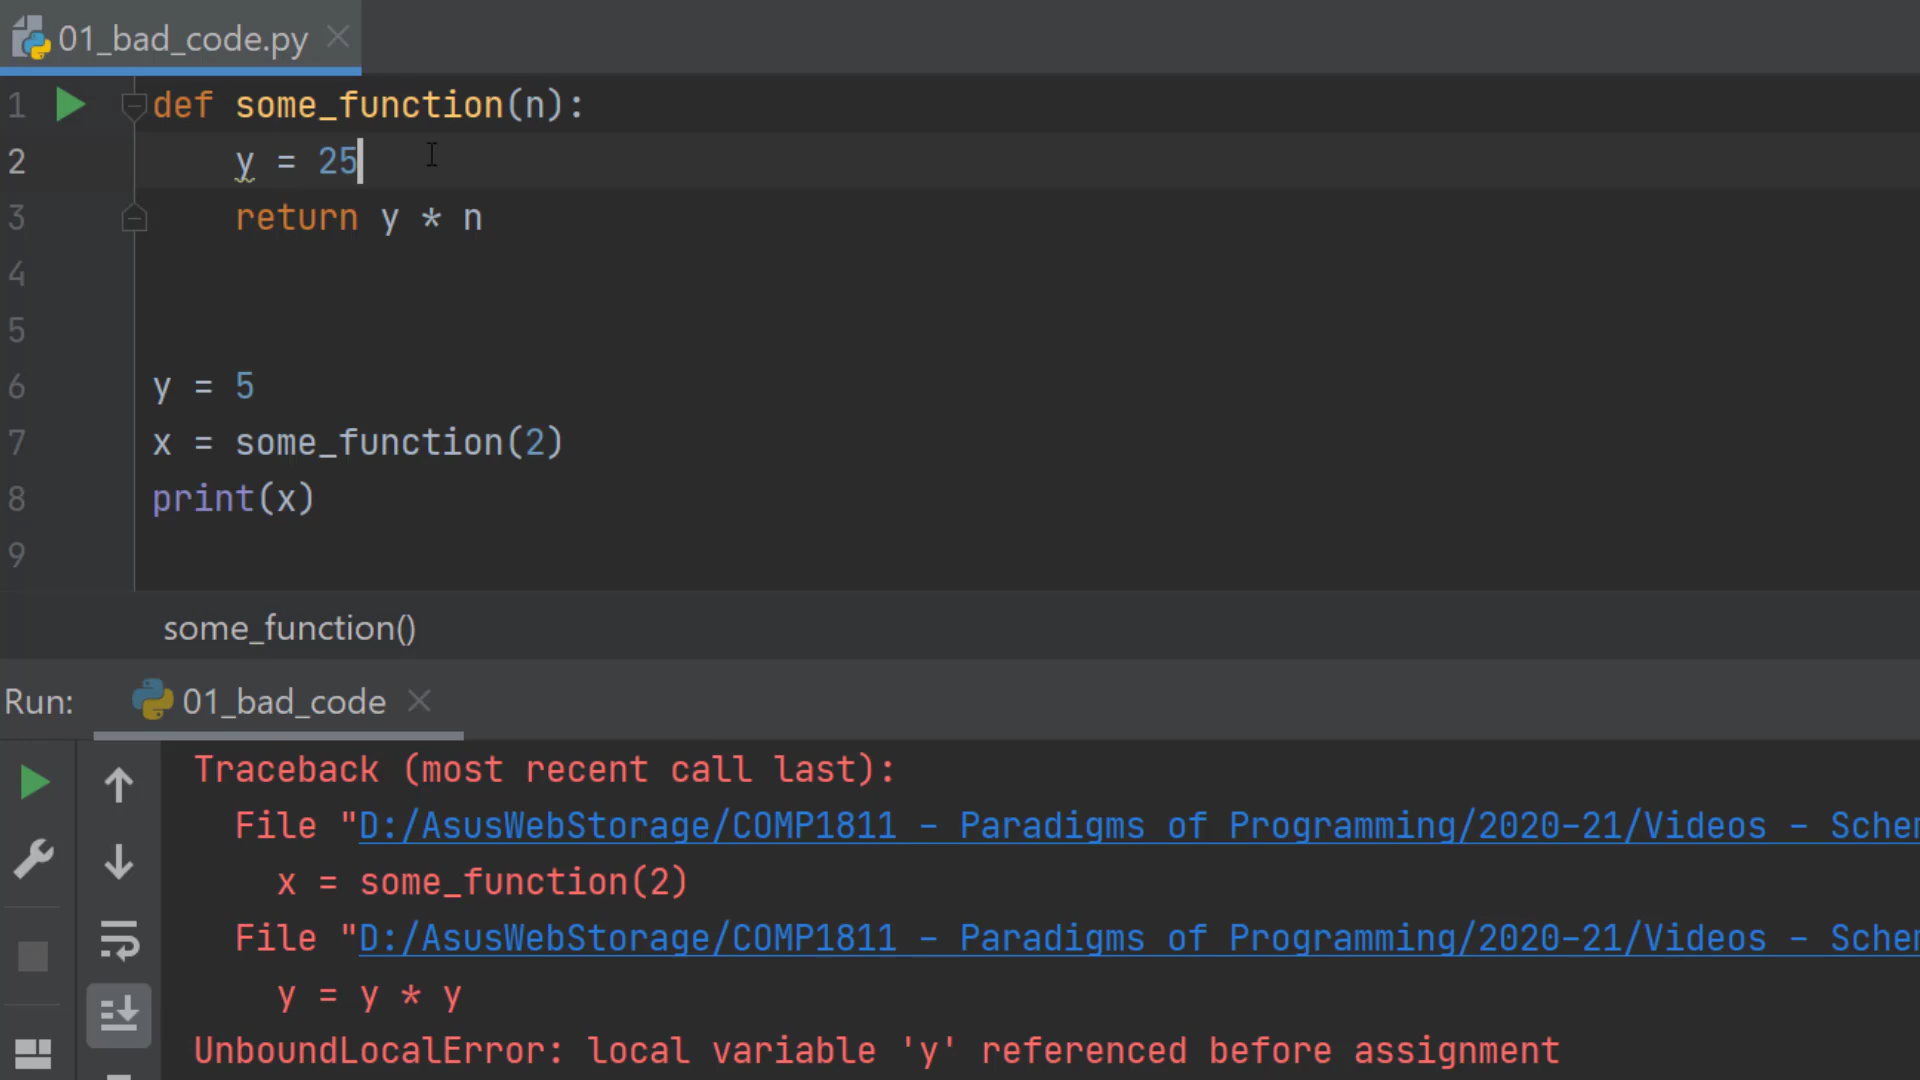 01_bad_code.py
1 def some_function(n):
2 y = 25
3 return y * n
4
5
6 y = 5
7 x = some_function(2)
8 print(x)
9
some_function()
Run: 01_bad_code
Traceback (most recent call last):
File "D:/AsusWebStorage/COMP1811 - Paradigms of Programming/2020-21/Videos -
x = some_function(2)
File "D:/AsusWebStorage/COMP1811 - Paradigms of Programming/2020-21/Videos -
y = y * y
UnboundLocalError: local variable 'y' referenced before assignment